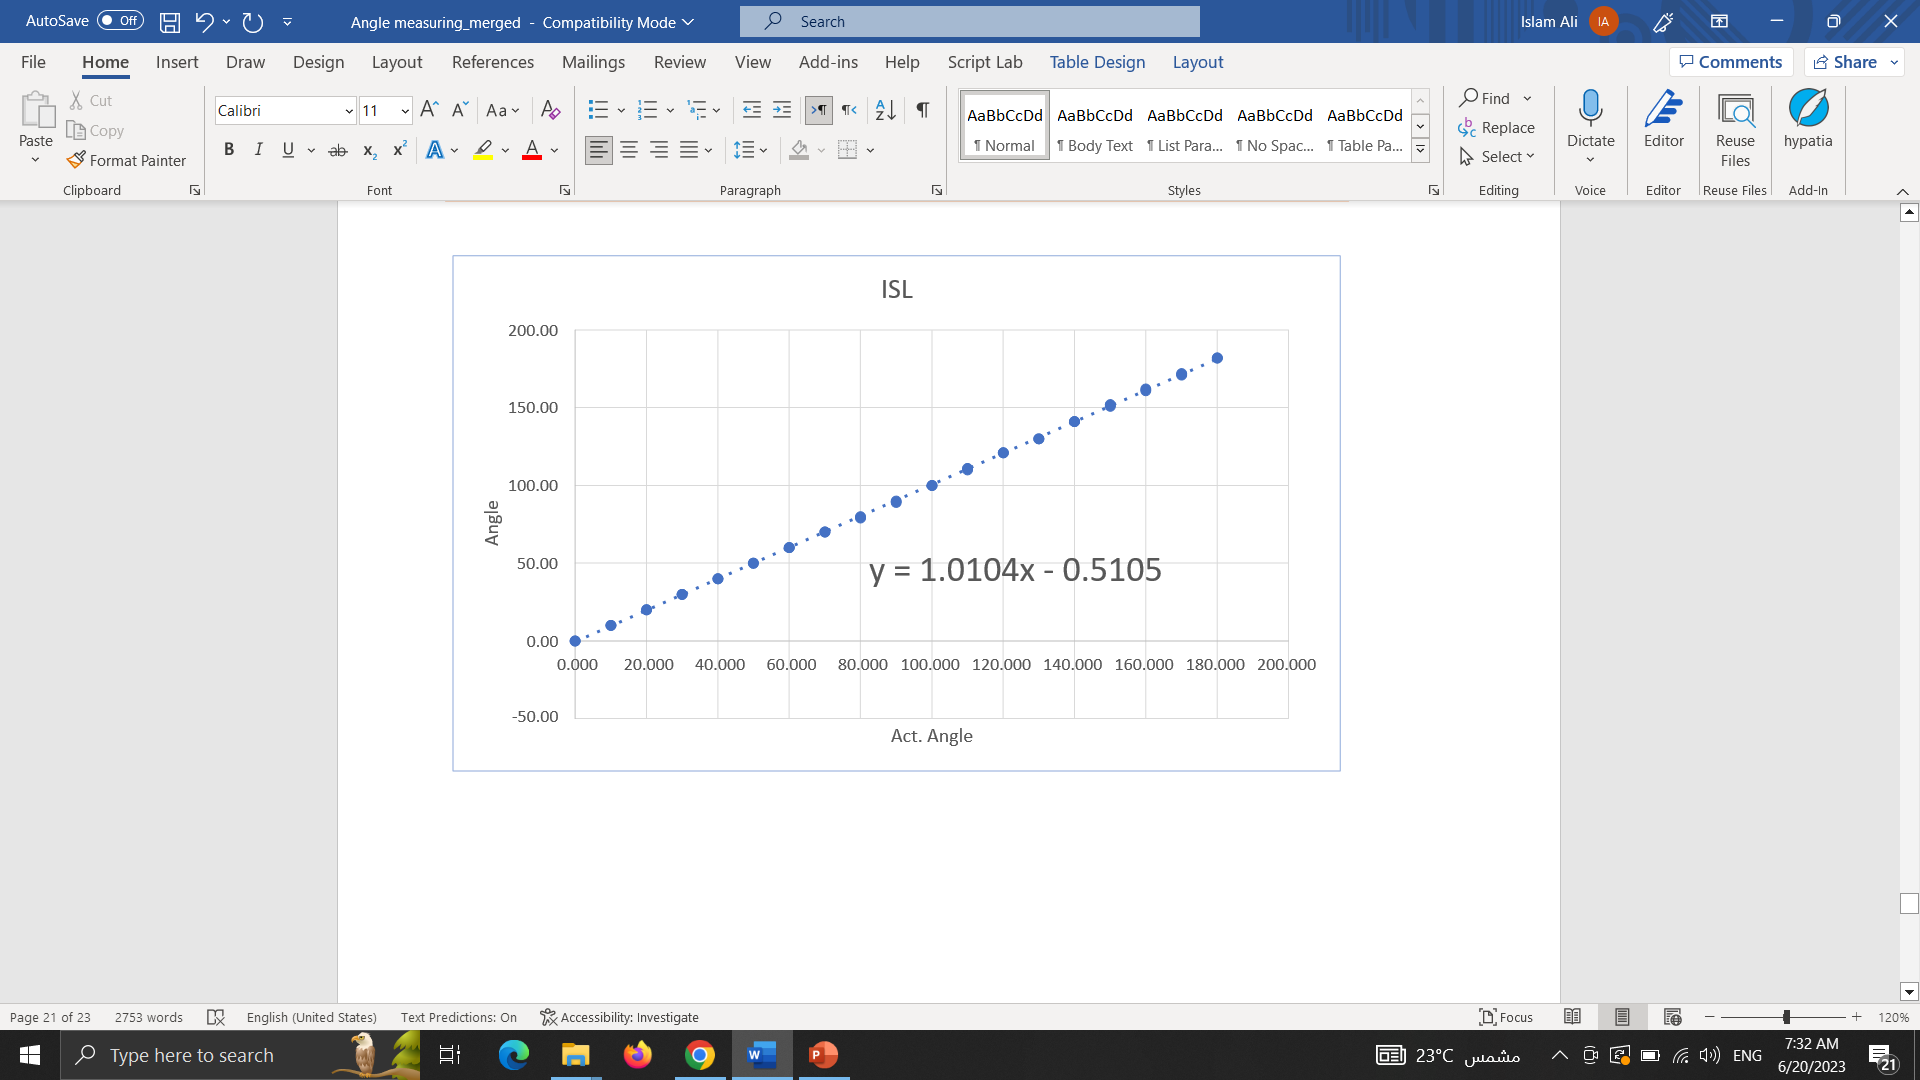 AutoSave Off Angle measuring_merged - Compatibility Mode Search Islam Ali IA
File Home Insert Draw Design Layout References Mailings Review View Add-ins Help Script Lab Table Design Layout Comments Share
Cut
Copy
Format Painter
Paste
Clipboard
Calibri 11 Aa
B I U ab x₂ x² A A
Font
Paragraph
AaBbCcDd AaBbCcDd AaBbCcDd AaBbCcDd AaBbCcDd
¶ Normal ¶ Body Text ¶ List Para... ¶ No Spac... ¶ Table Pa...
Styles
Find
Replace
Select
Editing
Dictate
Voice
Editor
Editor
Reuse Files
Reuse Files
hypatia
Add-In
ISL
200.00
150.00
100.00
50.00
0.00
-50.00
Angle
y = 1.0104x - 0.5105
0.000 20.000 40.000 60.000 80.000 100.000 120.000 140.000 160.000 180.000 200.000
Act. Angle
Page 21 of 23 2753 words English (United States) Text Predictions: On Accessibility: Investigate Focus 120%
Type here to search 23°C مشمس ENG 7:32 AM
6/20/2023 21